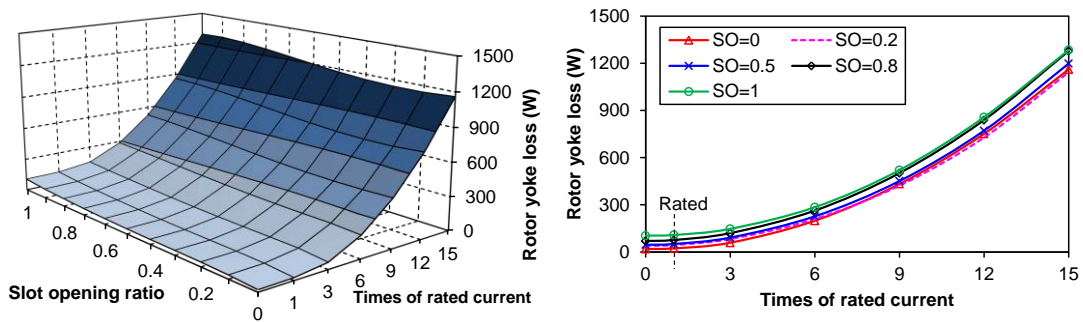 1500
1200
900
600
300
0
Rotor yoke loss (W)
1
0.8
0.6
0.4
0.2
0
Slot opening ratio
0
1
3
6
9
12
15
Times of rated current
1500
1200
900
600
300
0
Rotor yoke loss (W)
SO=0
SO=0.2
SO=0.5
SO=0.8
SO=1
Rated
0
3
6
9
12
15
Times of rated current